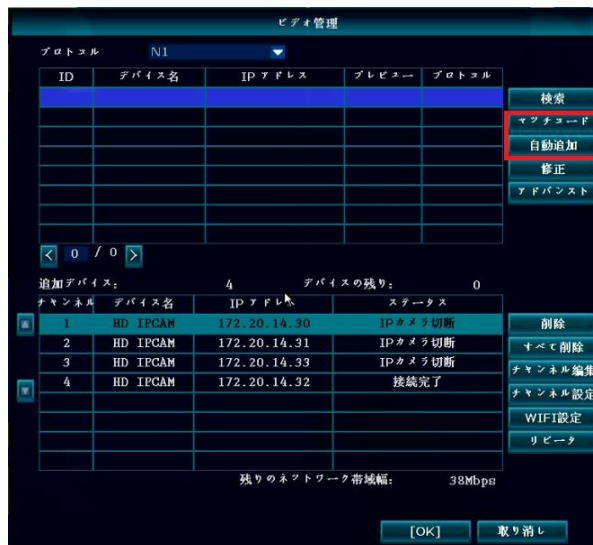 ビデオ管理
プロトコル N1
ID デバイス名 IPアドレス プレビュー プロトコル
検索
マッチコード
自動追加
修正
アドバンスト
< 0 / 0 >
追加デバイス: 4 デバイスの残り: 0
チャンネル デバイス名 IPアドレス ステータス
1 HD IPCAM 172.20.14.30 IPカメラ切断
2 HD IPCAM 172.20.14.31 IPカメラ切断
3 HD IPCAM 172.20.14.33 IPカメラ切断
4 HD IPCAM 172.20.14.32 接続完了
削除
すべて削除
チャンネル編集
チャンネル設定
WIFI設定
リピータ
残りのネットワーク帯域幅: 38Mbps
[OK] 取り消し